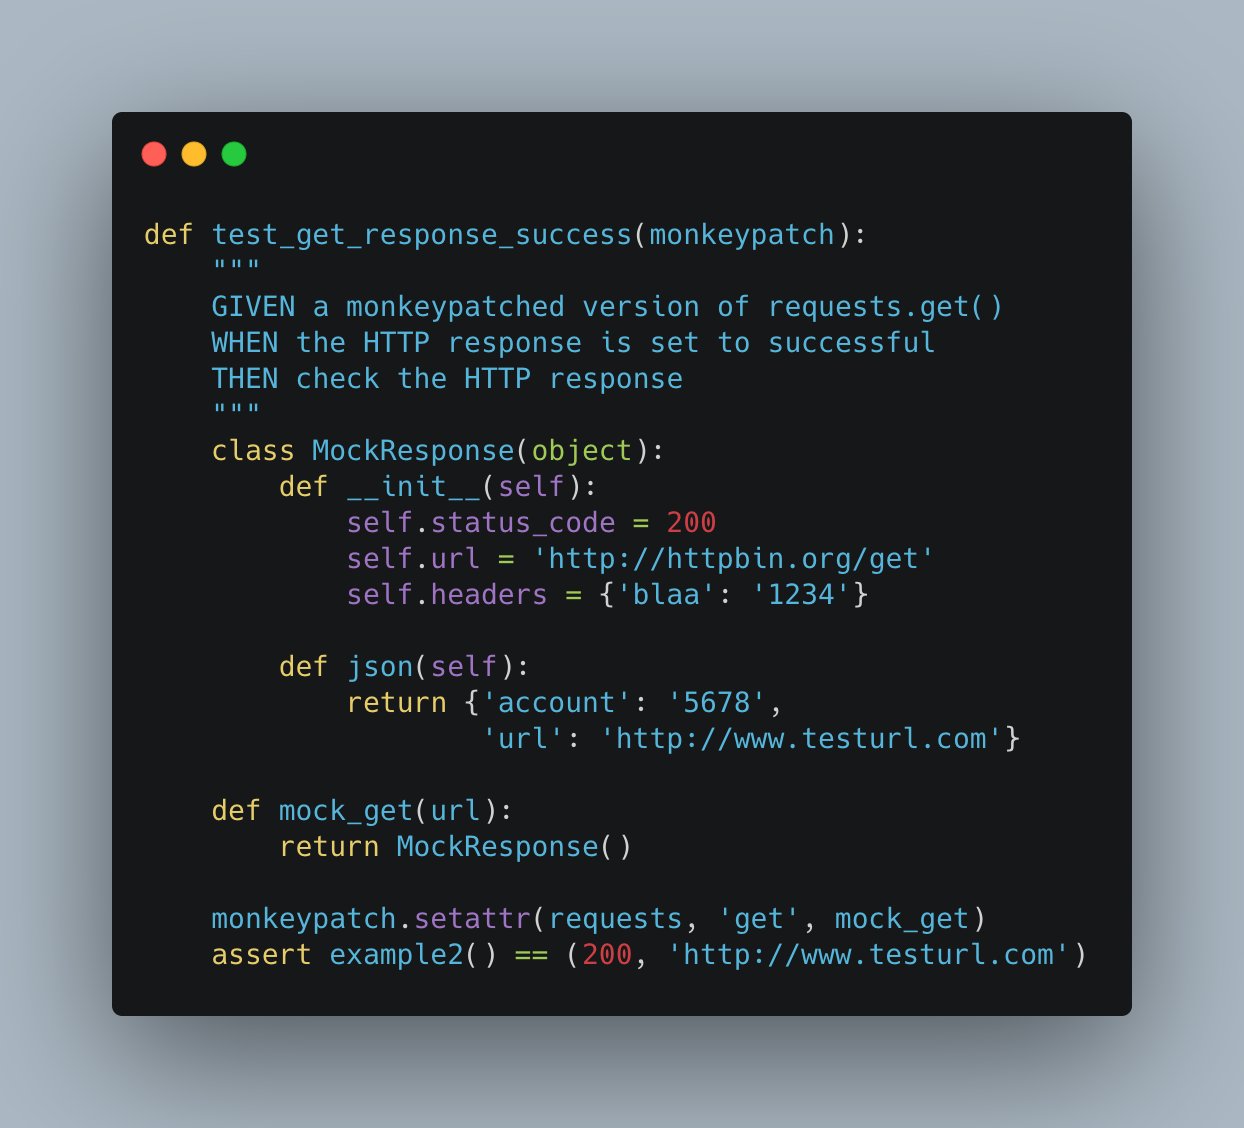 def test_get_response_success(monkeypatch):
    """
    GIVEN a monkeypatched version of requests.get()
    WHEN the HTTP response is set to successful
    THEN check the HTTP response
    """
    class MockResponse(object):
        def __init__(self):
            self.status_code = 200
            self.url = 'http://httpbin.org/get'
            self.headers = {'blaa': '1234'}

        def json(self):
            return {'account': '5678',
                    'url': 'http://www.testurl.com'}

    def mock_get(url):
        return MockResponse()

    monkeypatch.setattr(requests, 'get', mock_get)
    assert example2() == (200, 'http://www.testurl.com')